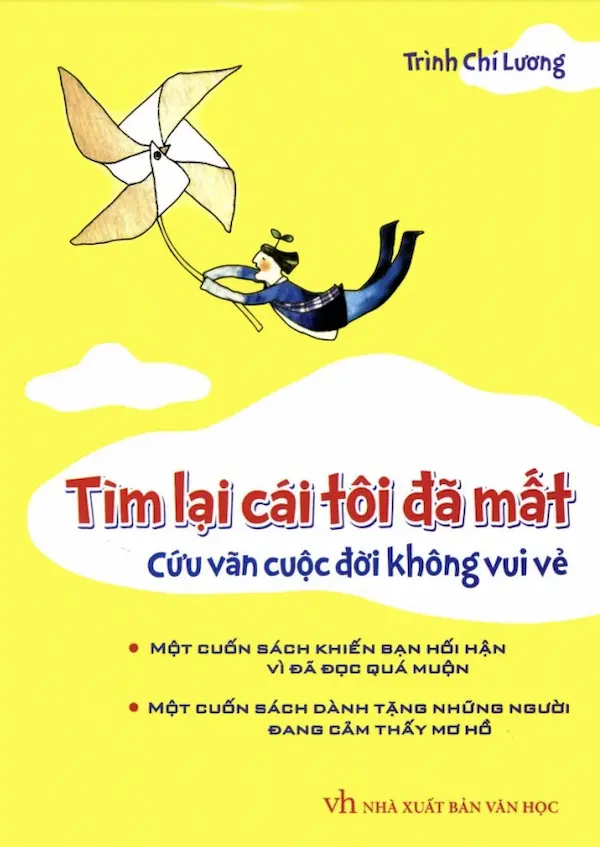 Trình Chí Lương
Tìm lại cái tôi đã mất
Cứu vãn cuộc đời không vui vẻ
• MỘT CUỐN SÁCH KHIẾN BẠN HỐI HẬN
VÌ ĐÃ ĐỌC QUÁ MUỘN
• MỘT CUỐN SÁCH DÀNH TẶNG NHỮNG NGƯỜI
ĐANG CẢM THẤY MƠ HỒ
vh NHÀ XUẤT BẢN VĂN HỌC